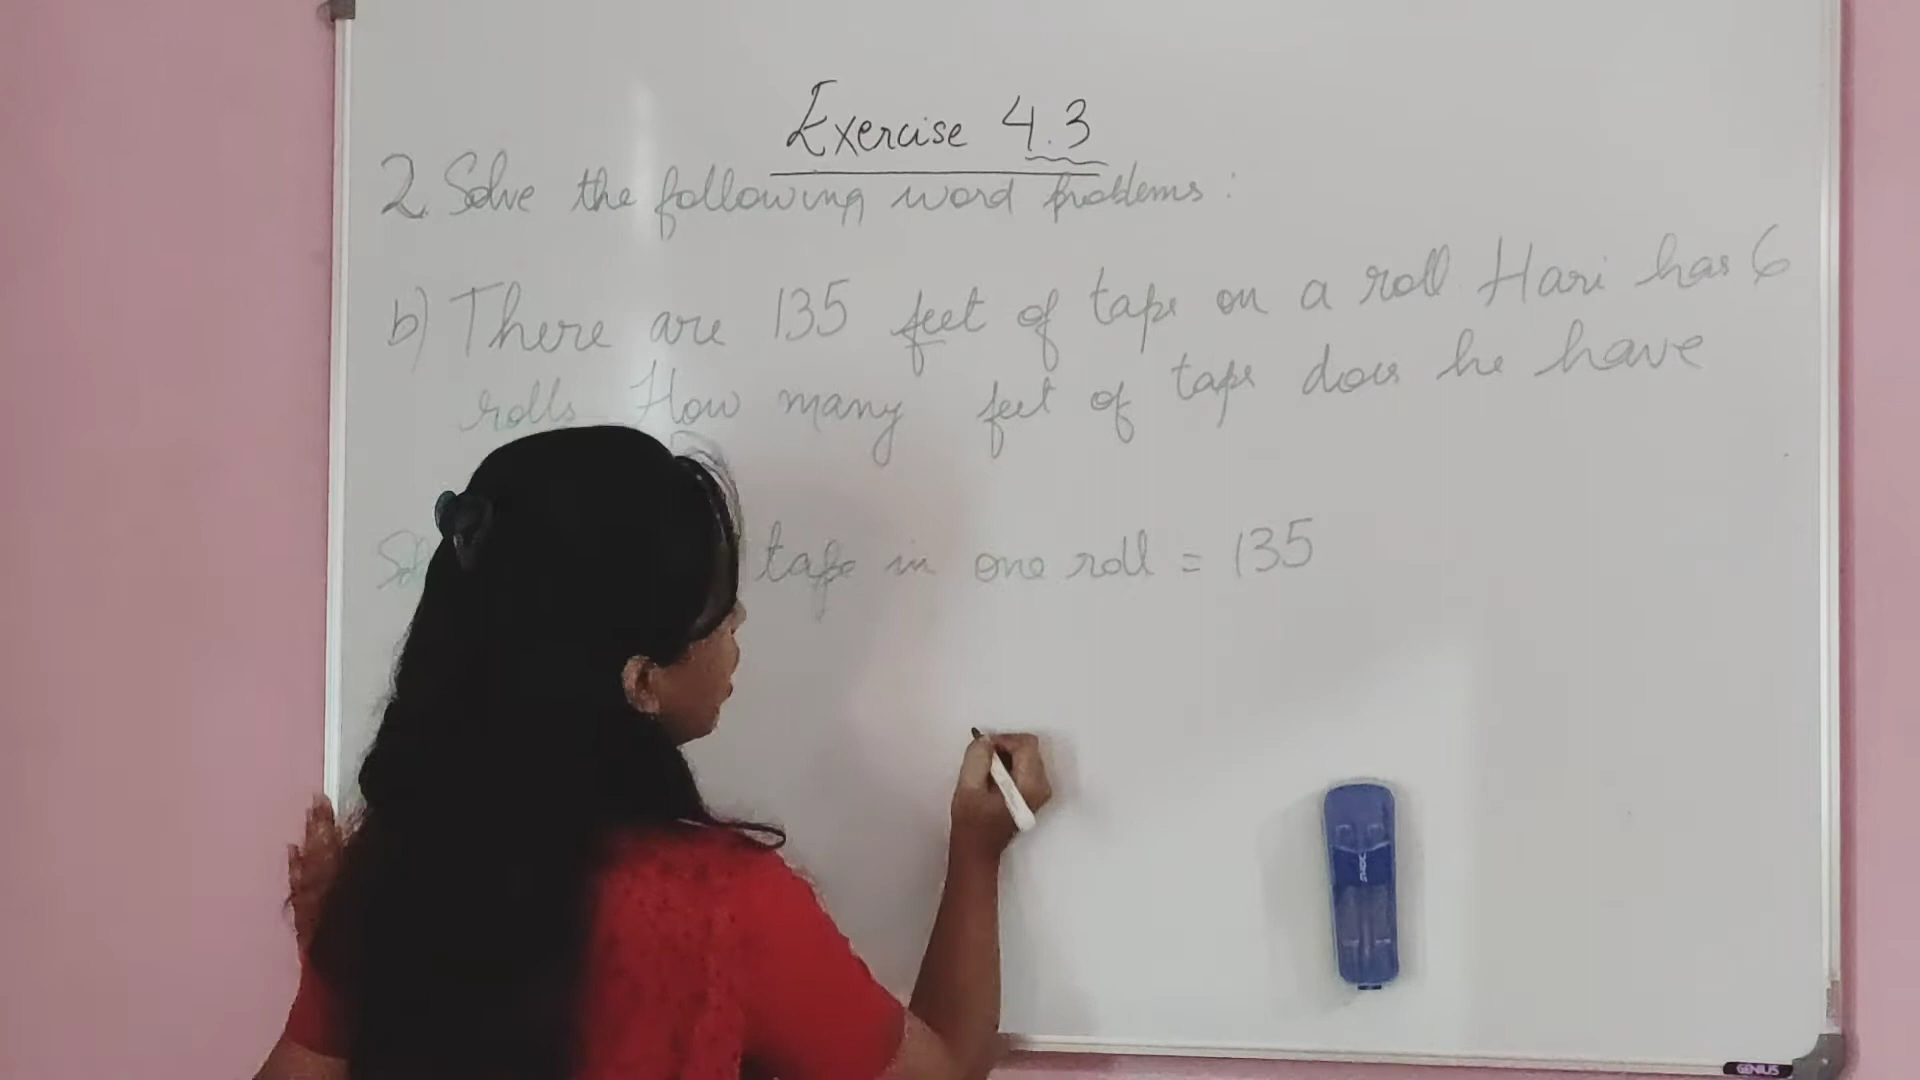 Exercise 4.3
2. Solve the following word problems:
b) There are 135 feet of tape on a roll Hari has 6
rolls How many feet of tape does he have
tape in one roll = 135
GENIUS